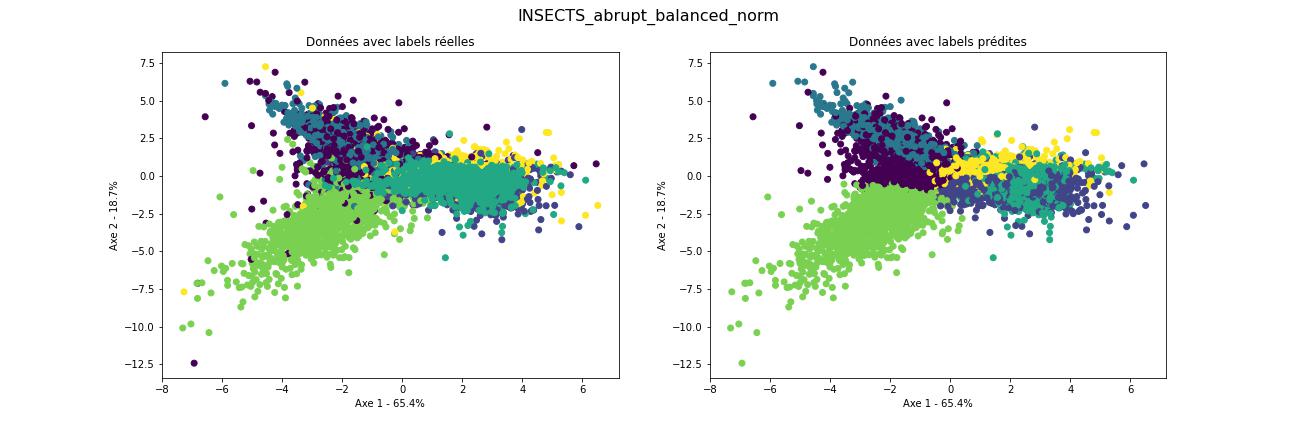 INSECTS_abrupt_balanced_norm
Données avec labels réelles
7.5
5.0
2.5
0.0
−2.5
−5.0
−7.5
−10.0
−12.5
Axe 2 - 18.7%
−8 −6 −4 −2 0 2 4 6
Axe 1 - 65.4%
Données avec labels prédites
7.5
5.0
2.5
0.0
−2.5
−5.0
−7.5
−10.0
−12.5
Axe 2 - 18.7%
−8 −6 −4 −2 0 2 4 6
Axe 1 - 65.4%